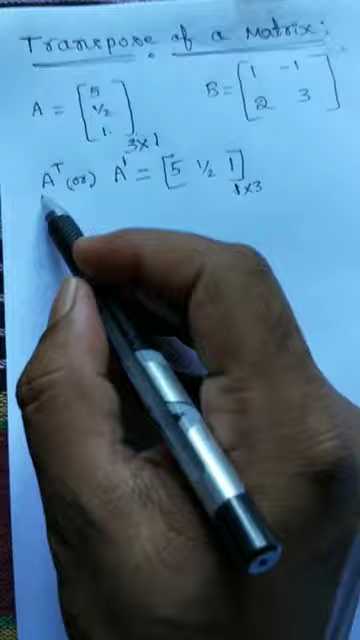 Transpose of a Matrix:
A = [5 ½ 1.] 3×1 B = [1 -1 2 3]
Aᵀ (or) A' = [5 ½ 1] 1×3